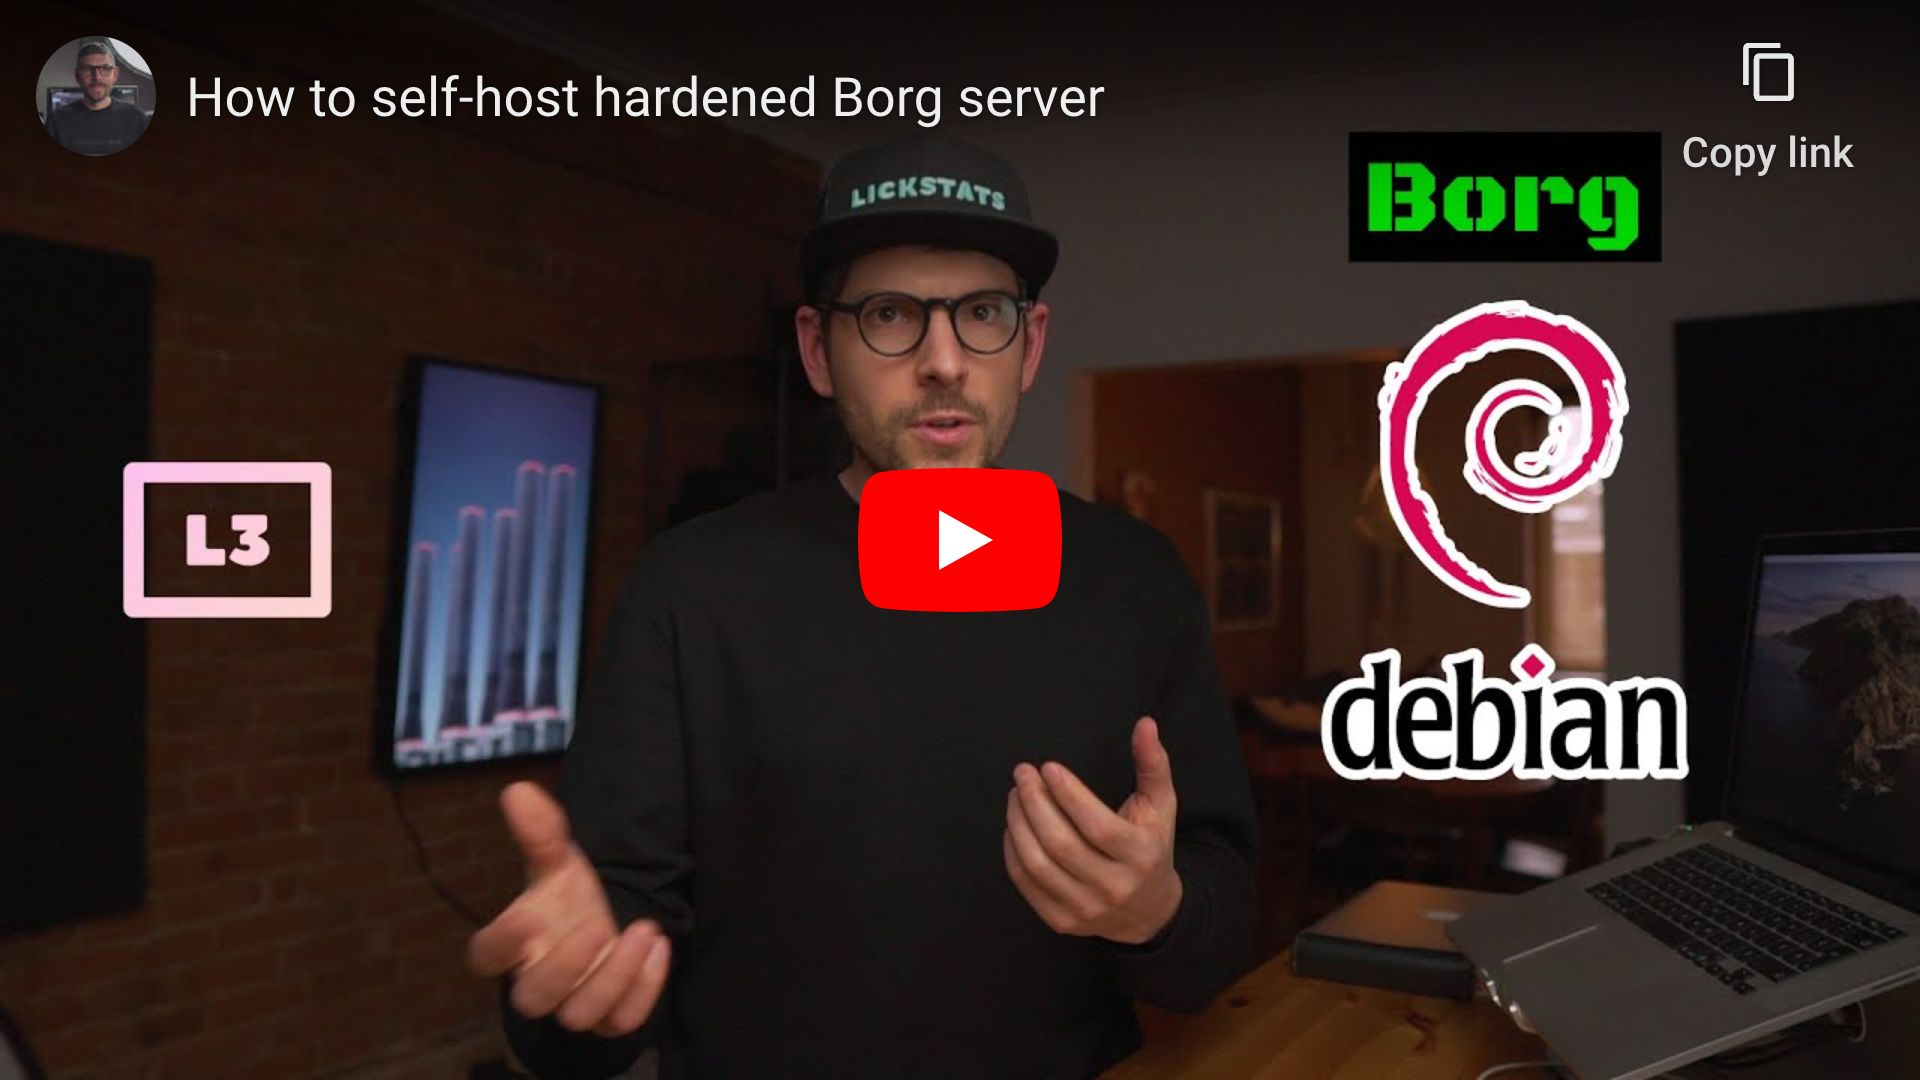 How to self-host hardened Borg server
Copy link
Borg
LICKSTATS
L3
debian